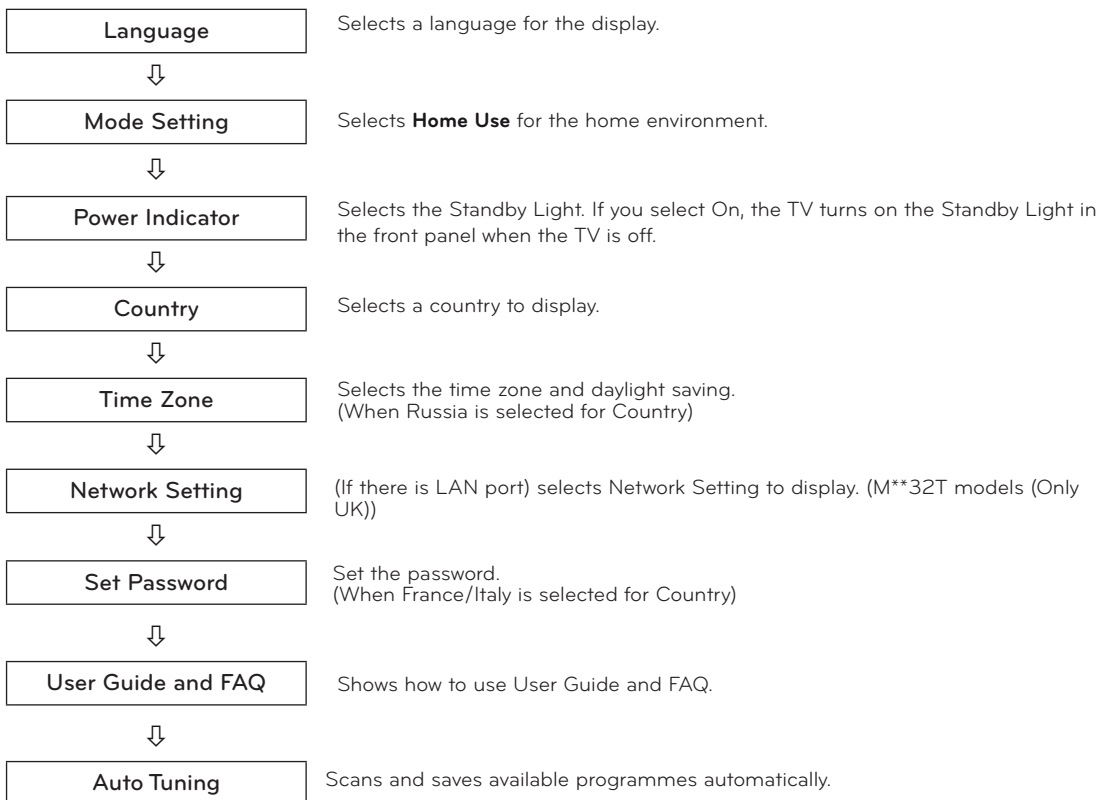 Language
Selects a language for the display.
Mode Setting
Selects Home Use for the home environment.
Power Indicator
Selects the Standby Light. If you select On, the TV turns on the Standby Light in
the front panel when the TV is off.
Country
Selects a country to display.
Time Zone
Selects the time zone and daylight saving.
(When Russia is selected for Country)
Network Setting
(If there is LAN port) selects Network Setting to display. (M**32T models (Only
UK))
Set Password
Set the password.
(When France/Italy is selected for Country)
User Guide and FAQ
Shows how to use User Guide and FAQ.
Auto Tuning
Scans and saves available programmes automatically.